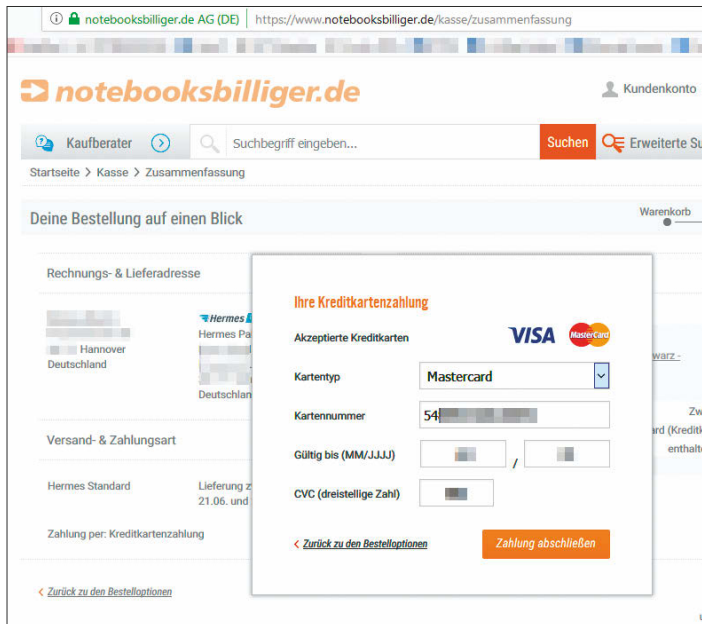 notebooksbilliger.de AG (DE) https://www.notebooksbilliger.de/kasse/zusammenfassung
notebooksbilliger.de
Kundenkonto
Kaufberater
Suchbegriff eingeben...
Suchen
Erweiterte Su
Startseite > Kasse > Zusammenfassung
Deine Bestellung auf einen Blick
Warenkorb
Rechnungs- & Lieferadresse
Hannover
Deutschland
Hermes
Hermes Pa
Deutschlan
Versand- & Zahlungsart
Hermes Standard
Lieferung z
21.06. und
Zahlung per: Kreditkartenzahlung
< Zurück zu den Bestelloptionen
Ihre Kreditkartenzahlung
Akzeptierte Kreditkarten
VISA
MasterCard
Kartentyp
Mastercard
Kartennummer
54
Gültig bis (MM/JJJJ)
/
CVC (dreistellige Zahl)
< Zurück zu den Bestelloptionen
Zahlung abschließen
warz -
Zw
ard (Kreditk
enthalte